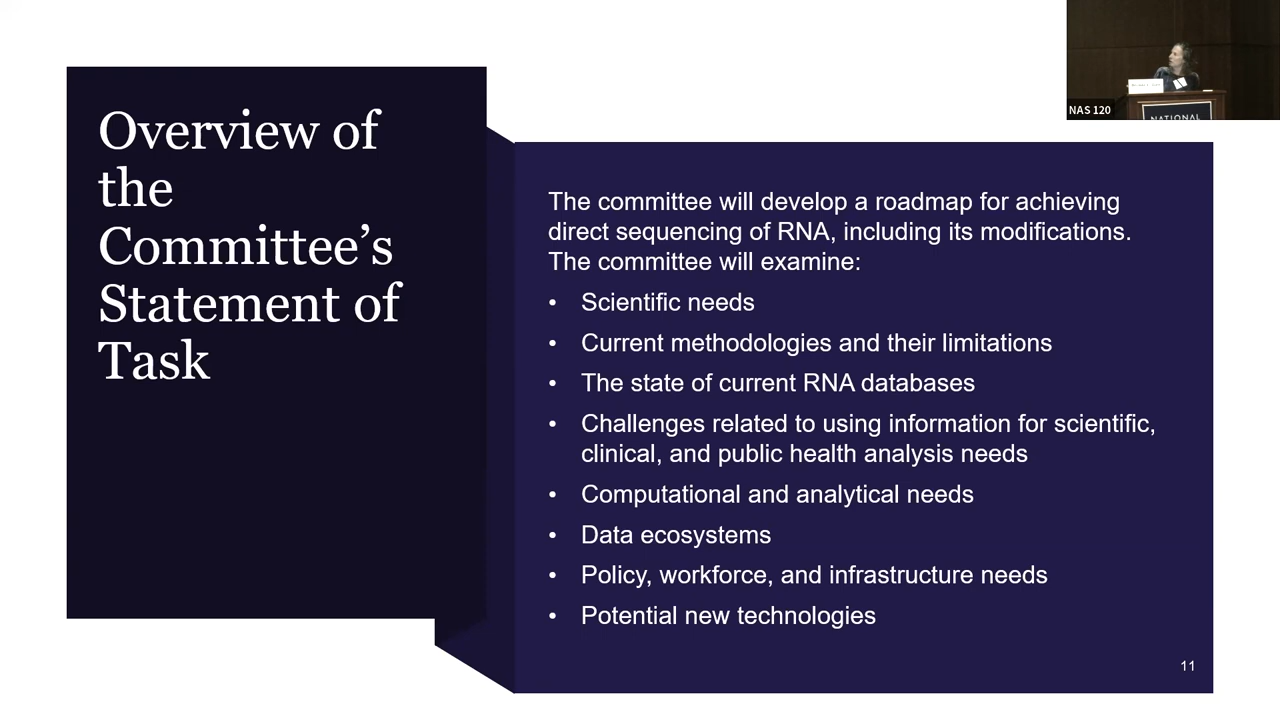 Overview of
the
Committee’s
Statement of
Task
The committee will develop a roadmap for achieving
direct sequencing of RNA, including its modifications.
The committee will examine:
• Scientific needs
• Current methodologies and their limitations
• The state of current RNA databases
• Challenges related to using information for scientific,
clinical, and public health analysis needs
• Computational and analytical needs
• Data ecosystems
• Policy, workforce, and infrastructure needs
• Potential new technologies
11
NAS 120
NATIONAL